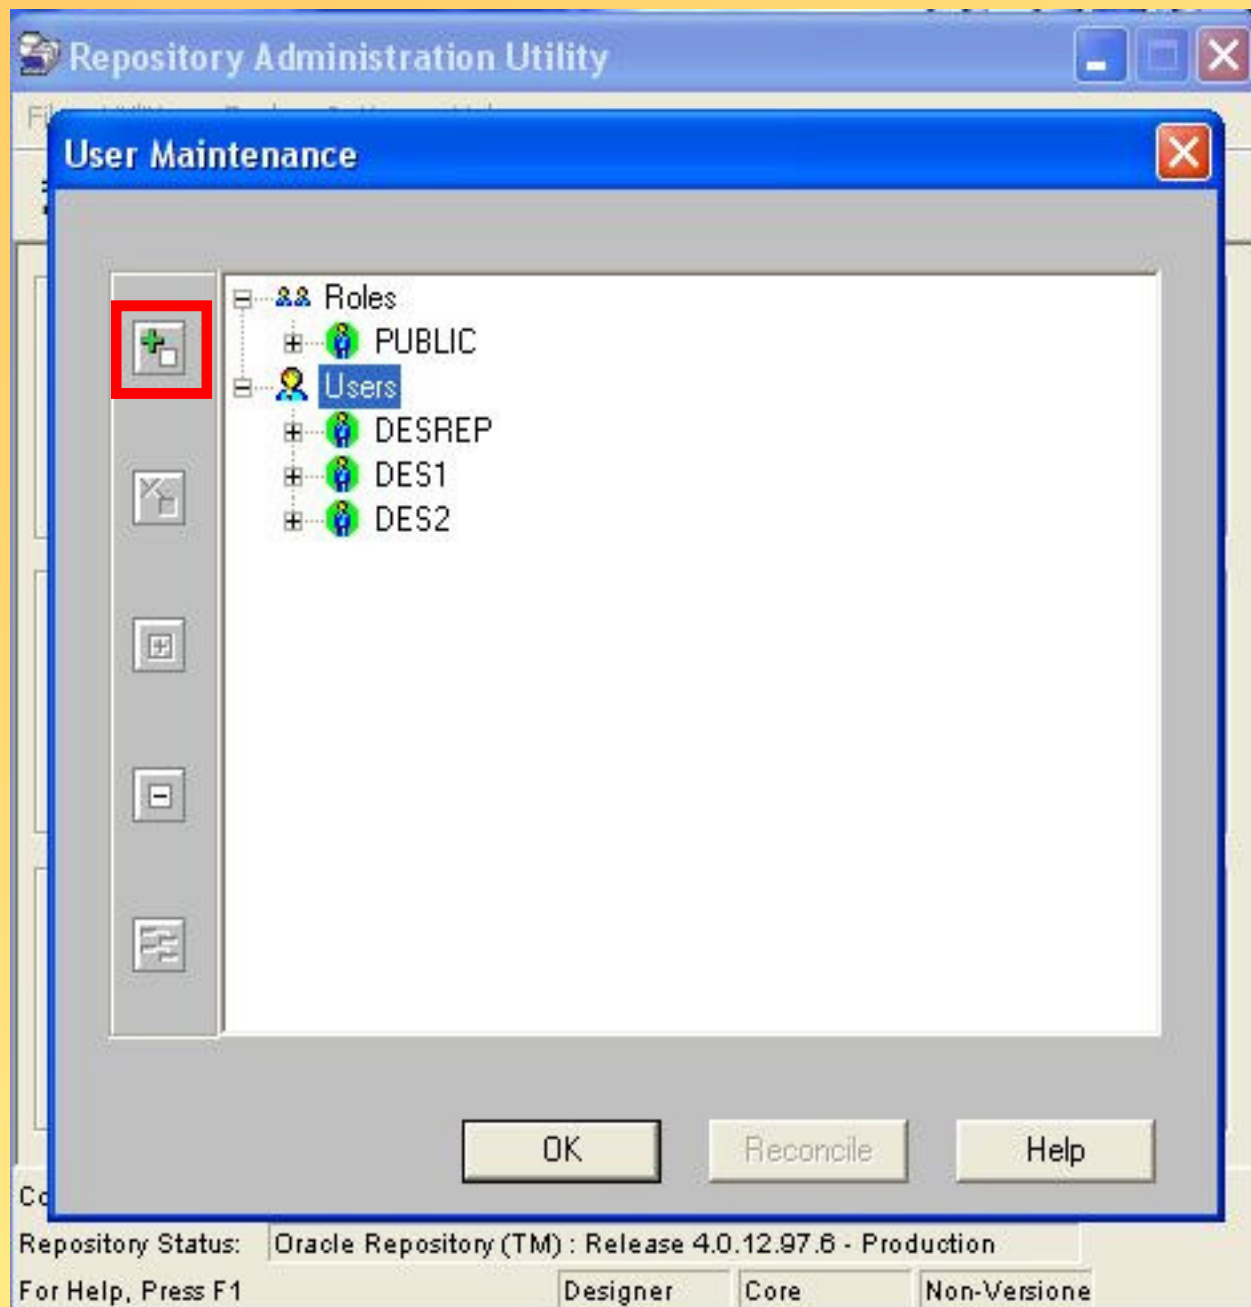 Repository Administration Utility
User Maintenance
Roles
PUBLIC
Users
DESREP
DES1
DES2
OK
Reconcile
Help
Repository Status:
Oracle Repository (TM) : Release 4.0.12.97.6 - Production
For Help, Press F1
Designer
Core
Non-Versione